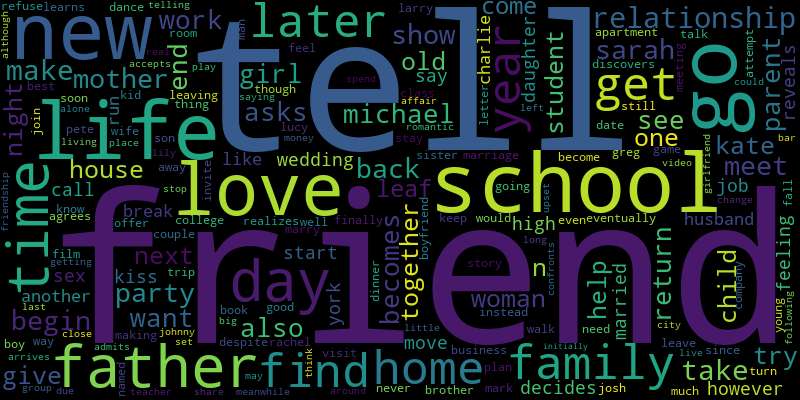 refuse learns dance telling
although
new
work
room
accepts
play
real
man
feel
larry
later
show
come
relationship
charlie
tell
year
old
say
girl
though
saying
daughter
student
apartment
talk
sarah
discovers
attempt
could
reveals
parent
make
mother
end
night
best
leaving
thing
asks
michael
spend
class
affair
romantic
letter
left
still
get
meeting
go
join
soon
alone
kid
run
life
pete
living
wife
place
son
lily
lucy
money
stay
see
date
one
kate
bar
house
away
like
wedding
back
sister
marriage
become
greg
game
meet
girlfriend
time
call
know
stop
love
invite
leaf
school
going
upset
video
job
change
fall
friendship
agrees
break
offer
college
realizes
well
finally
boyfriend
keep
would
high
even
eventually
husband
feeling
couple
day
marry
becomes
together
long
confronts
film
getting
next
start
story
n
help
married
return
child
company
sex
kiss
trip
friend
dinner
woman
instead
another
party
want
book
good
york
little
walk
need
city
young
following
last
begin
close
making
johnny
big
also
move
business
leave
since
boy
way
admits
set
despite
rachel
think
visit
initially
live
turn
arrives
father
find
home
family
take
try
give
named
may
plan
decides
josh
much
however
group
due
teacher
share
meanwhile
around
never
brother
mark